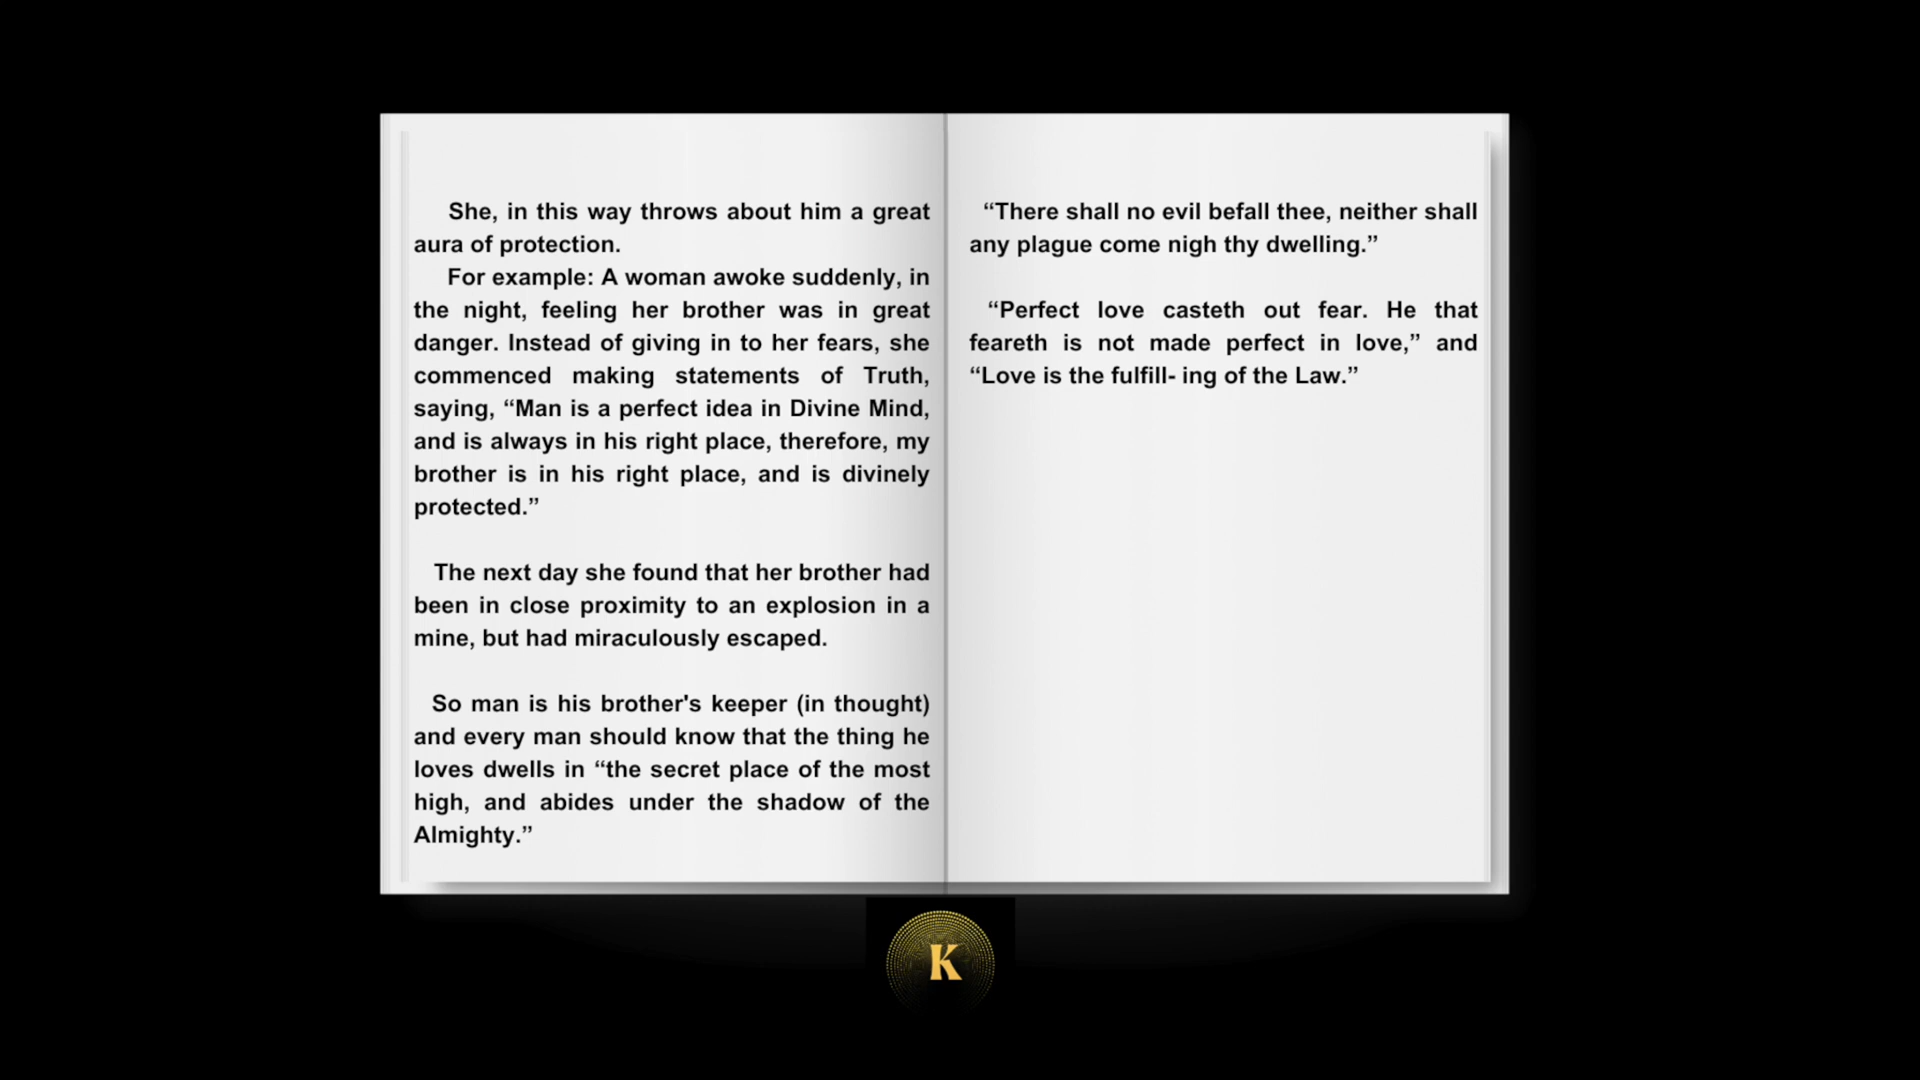 She, in this way throws about him a great
aura of protection.
For example: A woman awoke suddenly, in
the night, feeling her brother was in great
danger. Instead of giving in to her fears, she
commenced making statements of Truth,
saying, “Man is a perfect idea in Divine Mind,
and is always in his right place, therefore, my
brother is in his right place, and is divinely
protected.”
The next day she found that her brother had
been in close proximity to an explosion in a
mine, but had miraculously escaped.
So man is his brother's keeper (in thought)
and every man should know that the thing he
loves dwells in “the secret place of the most
high, and abides under the shadow of the
Almighty.”
“There shall no evil befall thee, neither shall
any plague come nigh thy dwelling.”
“Perfect love casteth out fear. He that
feareth is not made perfect in love,” and
“Love is the fulfill- ing of the Law.”
K